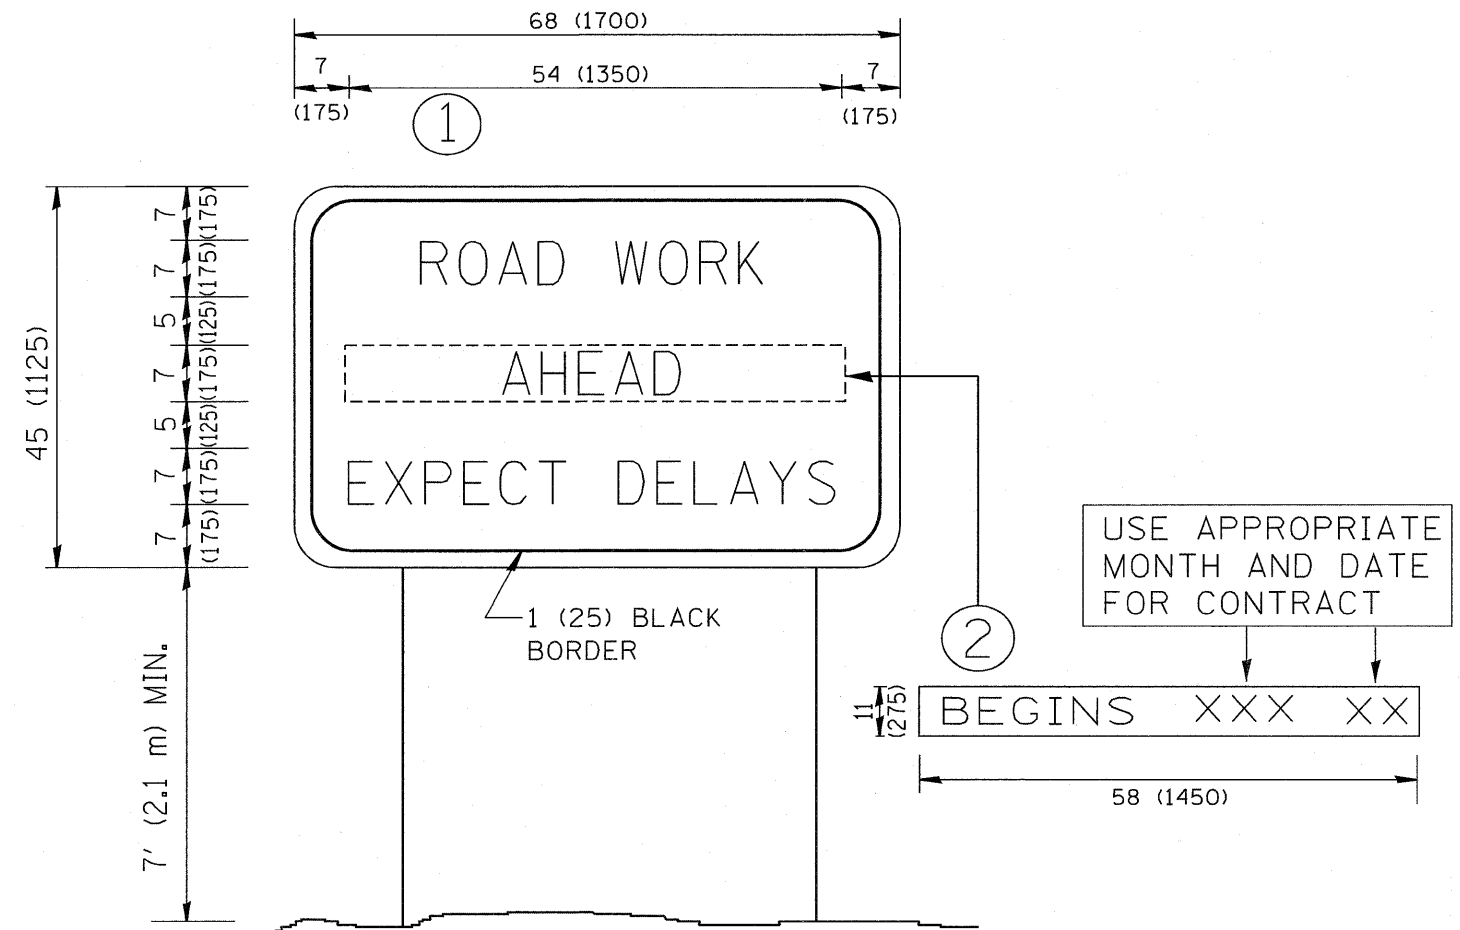 68 (1700)
7
54 (1350)
7
(175)
(175)
1
45 (1125)
7
(175)
7
(175)
5
(125)
7
(175)
5
(125)
7
(175)
7
(175)
ROAD WORK
AHEAD
EXPECT DELAYS
1 (25) BLACK
BORDER
7' (2.1 m) MIN.
2
USE APPROPRIATE
MONTH AND DATE
FOR CONTRACT
11
(275)
BEGINS XXX XX
58 (1450)